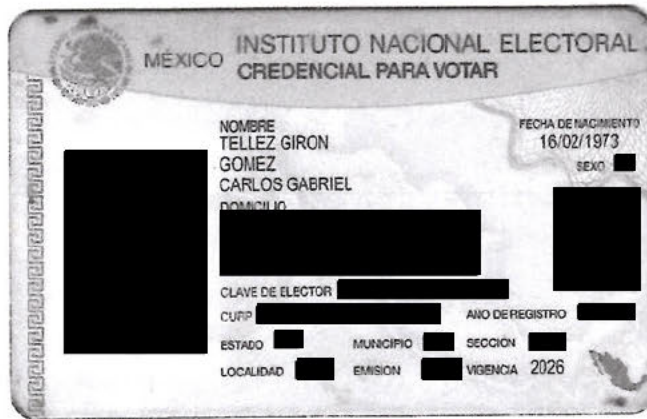 MÉXICO INSTITUTO NACIONAL ELECTORAL
CREDENCIAL PARA VOTAR
NOMBRE
TELLEZ GIRON
GOMEZ
CARLOS GABRIEL
FECHA DE NACIMIENTO
16/02/1973
SEXO
DOMICILIO
CLAVE DE ELECTOR
CURP AÑO DE REGISTRO
ESTADO MUNICIPIO SECCIÓN
LOCALIDAD EMISIÓN VIGENCIA 2026